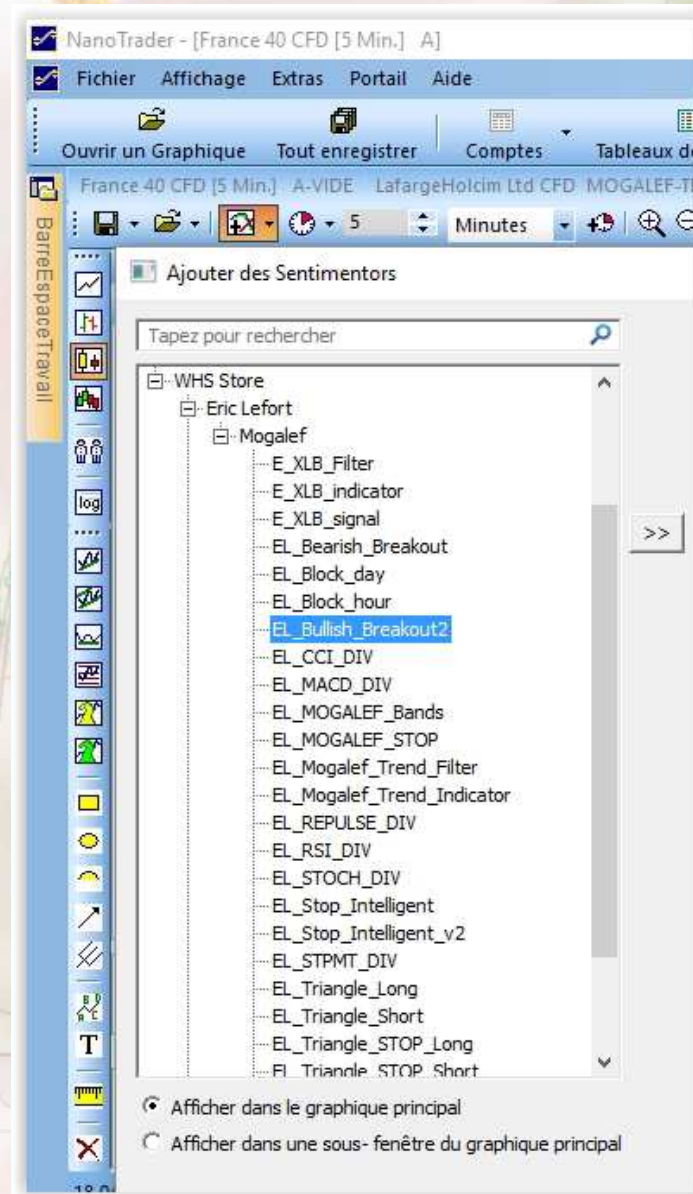 NanoTrader - [France 40 CFD [5 Min.] A]
Fichier Affichage Extras Portail Aide
Ouvrir un Graphique Tout enregistrer Comptes Tableaux
France 40 CFD [5 Min.] A-VIDE LafargeHolcim Ltd CFD
5 Minutes
BarreEspaceTravail
Ajouter des Sentimentors
Tapez pour rechercher
WHS Store
Eric Lefort
Mogalef
E_XLB_Filter
E_XLB_indicator
E_XLB_signal
EL_Bearish_Breakout
EL_Block_day
EL_Block_hour
EL_Bullish_Breakout2
EL_CCI_DIV
EL_MACD_DIV
EL_MOGALEF_Bands
EL_MOGALEF_STOP
EL_Mogalef_Trend_Filter
EL_Mogalef_Trend_Indicator
EL_REPULSE_DIV
EL_RSI_DIV
EL_STOCH_DIV
EL_Stop_Intelligent
EL_Stop_Intelligent_v2
EL_STPMT_DIV
EL_Triangle_Long
EL_Triangle_Short
EL_Triangle_STOP_Long
EL_Triangle_STOP_Short
>>
log
T
Afficher dans le graphique principal
Afficher dans une sous- fenêtre du graphique principal